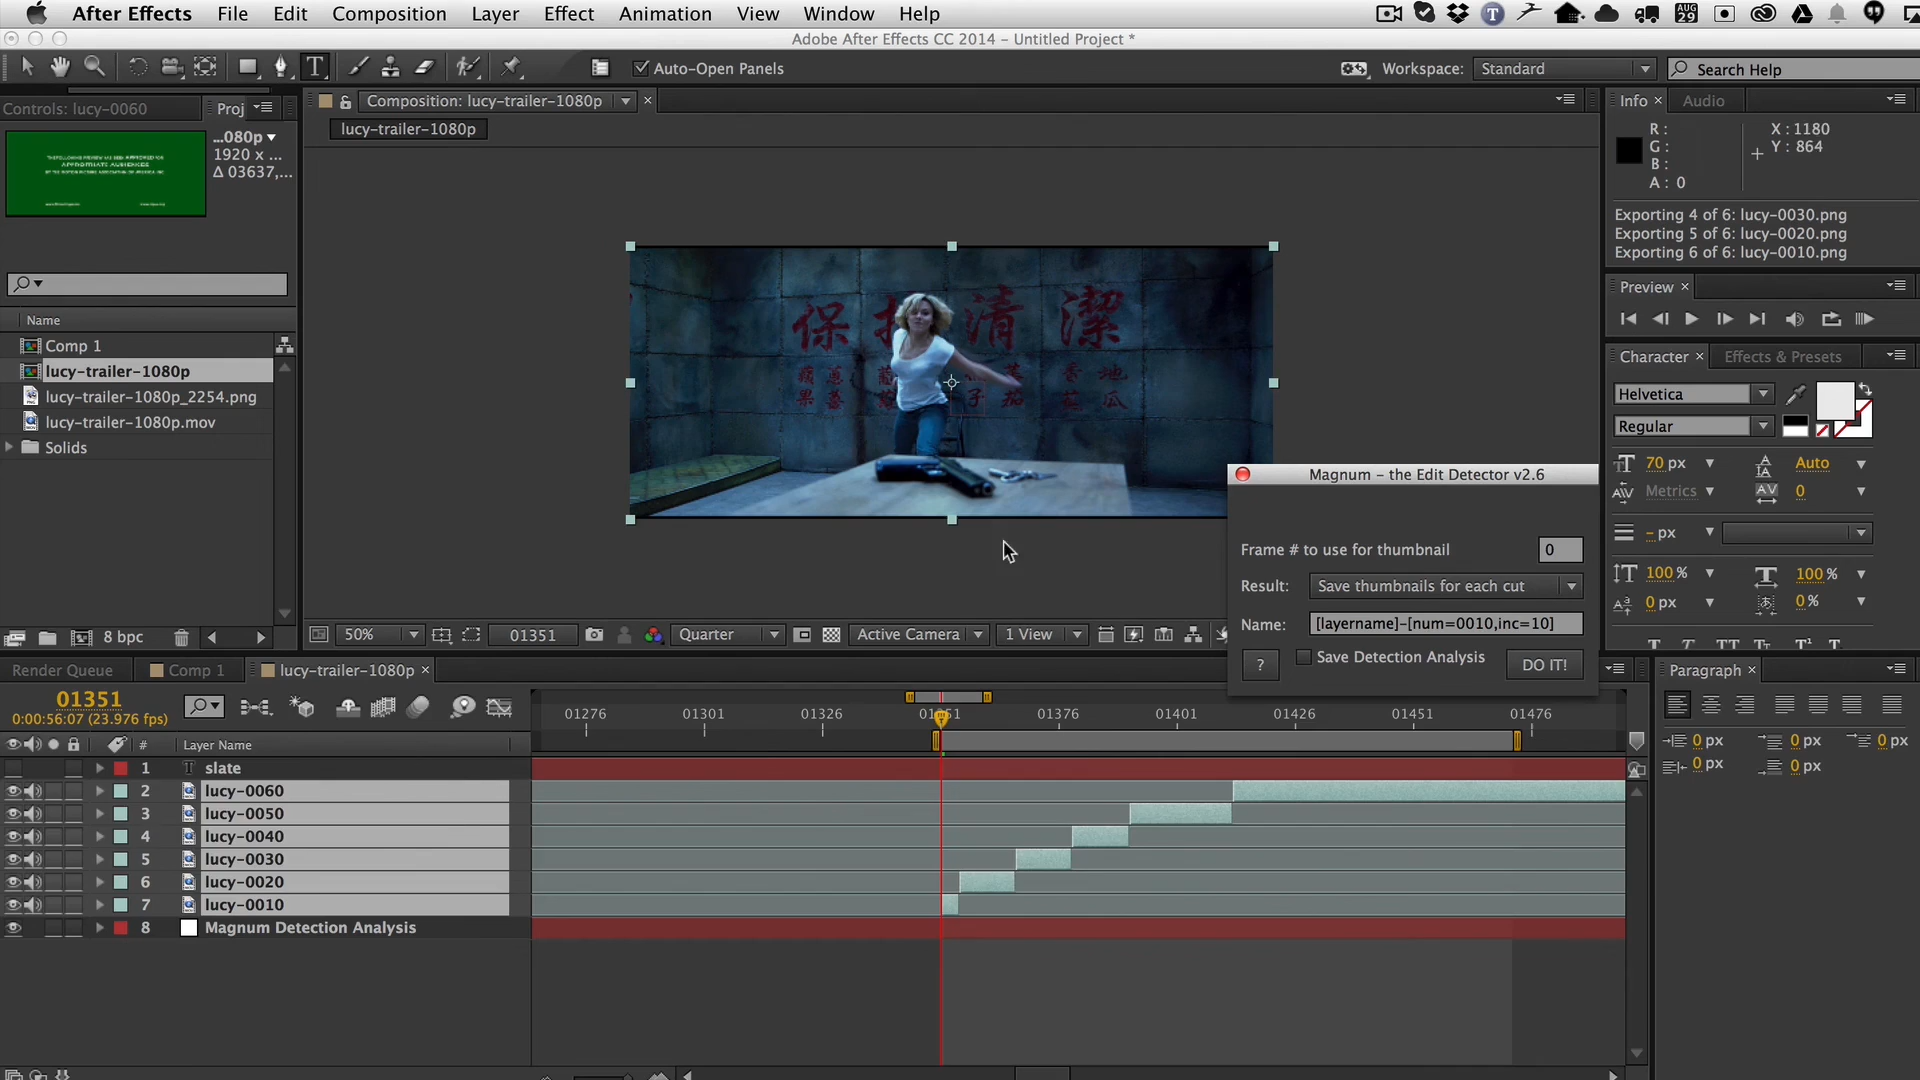 After Effects File Edit Composition Layer Effect Animation View Window Help
AUG 29
Adobe After Effects CC 2014 – Untitled Project *
Auto-Open Panels
Workspace: Standard
Search Help
Controls: lucy-0060
Proj
Composition: lucy-trailer-1080p
Info
Audio
lucy-trailer-1080p
...080p
1920 x ...
Δ 03637,...
R :
G :
B :
A : 0
X : 1180
Y : 864
Exporting 4 of 6: lucy-0030.png
Exporting 5 of 6: lucy-0020.png
Exporting 6 of 6: lucy-0010.png
Preview
Name
Comp 1
lucy-trailer-1080p
lucy-trailer-1080p_2254.png
lucy-trailer-1080p.mov
Solids
保 清 潔
Character
Effects & Presets
Helvetica
Regular
70 px
Auto
Metrics
0
– px
100 %
100 %
0 px
0 %
Magnum – the Edit Detector v2.6
Frame # to use for thumbnail
0
Result: Save thumbnails for each cut
Name: [layername]-[num=0010,inc=10]
?
Save Detection Analysis
DO IT!
8 bpc
50%
01351
Quarter
Active Camera
1 View
Render Queue
Comp 1
lucy-trailer-1080p
Paragraph
01351
0:00:56:07 (23.976 fps)
01276 01301 01326 01351 01376 01401 01426 01451 01476
0 px 0 px 0 px
0 px 0 px
# Layer Name
1 T slate
2 lucy-0060
3 lucy-0050
4 lucy-0040
5 lucy-0030
6 lucy-0020
7 lucy-0010
8 Magnum Detection Analysis